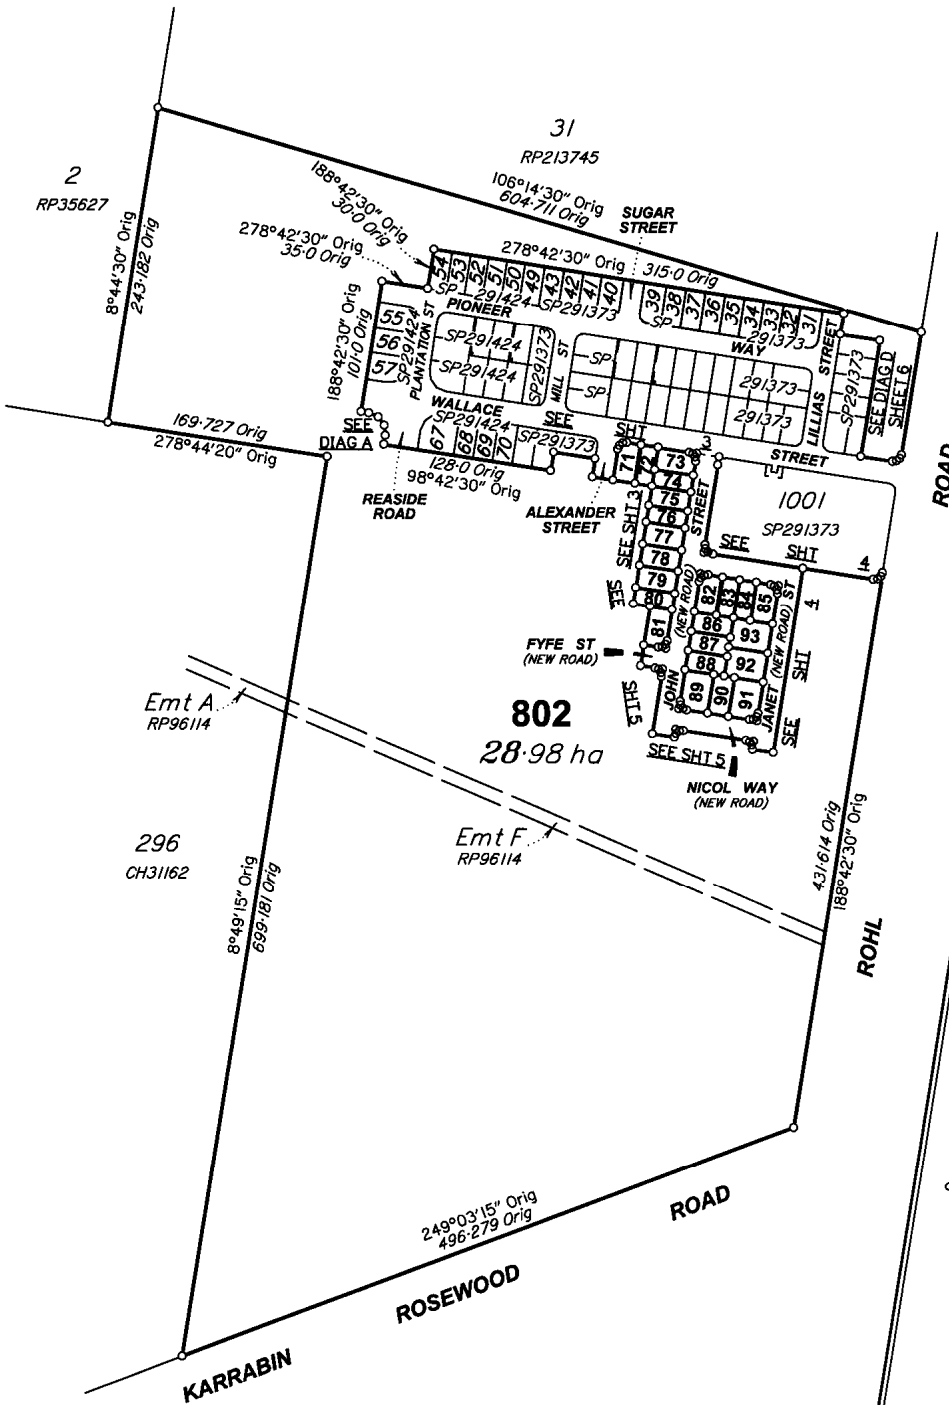 31
RP213745
2
RP35627
106°14'30" Orig
604·711 Orig
SUGAR
STREET
188°42'30" Orig
30·0 Orig
278°42'30" Orig
35·0 Orig
8°44'30" Orig
243·182 Orig
278°42'30" Orig
315·0 Orig
54
53
52
51
50
49
43
42
41
40
39
38
37
36
35
34
33
32
31
SP 291424
SP291373
SP 291373
PIONEER
WAY
188°42'30" Orig
101·0 Orig
55
56
57
SP291424
PLANTATION ST
SP291424
SP291424
SP291373
MILL ST
SP 291373
SP 291373
LILLIAS STREET
SP291373
SEE DIAG D
SHEET 6
ROAD
169·727 Orig
278°44'20" Orig
SEE
DIAG A
WALLACE
SP291424
67
68
69
70
SEE
SP291373
SHT
3
STREET
128·0 Orig
98°42'30" Orig
REASIDE
ROAD
ALEXANDER
STREET
SEE SHT 3
71
72
73
74
75
76
77
78
79
80
81
STREET
1001
SP291373
SEE
SHT
4
SEE
SHT 5
FYFE ST
(NEW ROAD)
JOHN
(NEW ROAD)
82
83
84
85
86
87
88
89
90
91
92
93
JANET
(NEW ROAD)
ST
4
SHT
SEE
SEE SHT 5
NICOL WAY
(NEW ROAD)
Emt A
RP96114
802
28·98 ha
296
CH31162
Emt F
RP96114
8°49'15" Orig
699·181 Orig
431·614 Orig
188°42'30" Orig
ROHL
249°03'15" Orig
496·279 Orig
ROAD
ROSEWOOD
KARRABIN